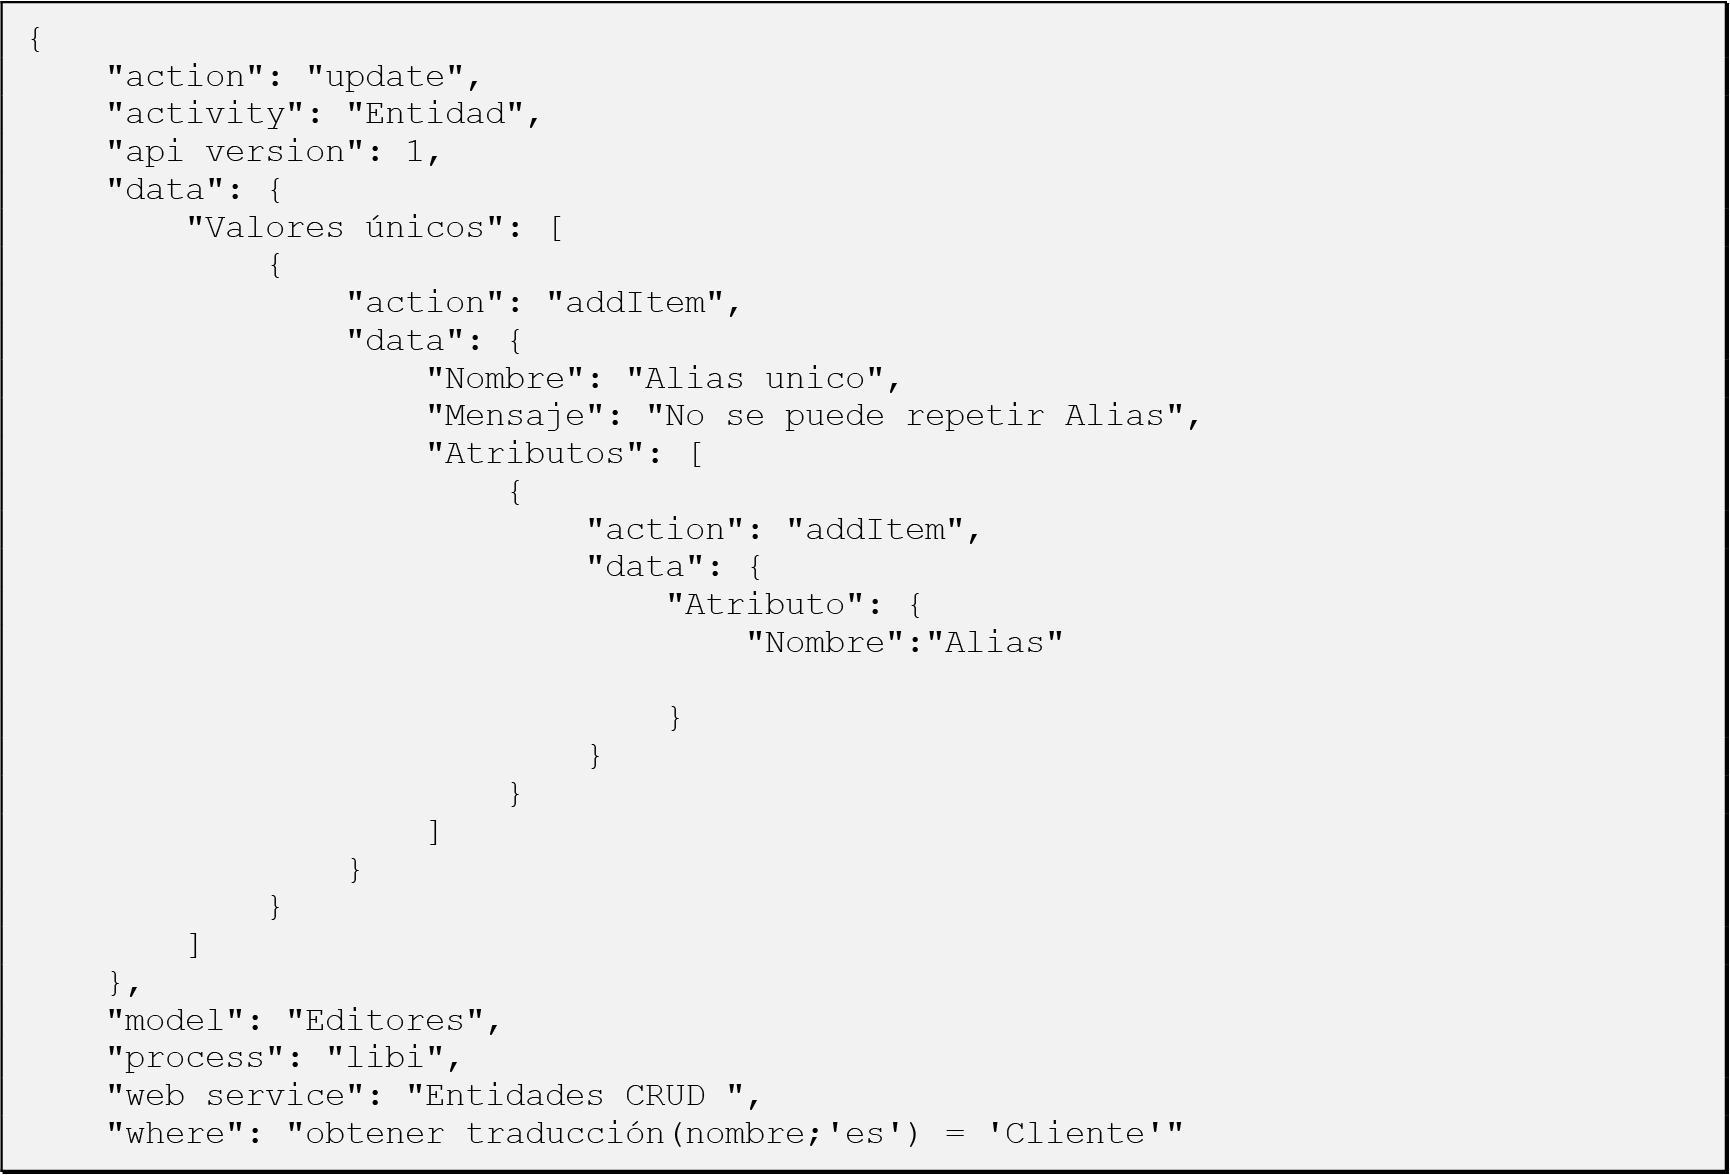 {
    "action": "update",
    "activity": "Entidad",
    "api version": 1,
    "data": {
        "Valores únicos": [
            {
                "action": "addItem",
                "data": {
                    "Nombre": "Alias unico",
                    "Mensaje": "No se puede repetir Alias",
                    "Atributos": [
                        {
                            "action": "addItem",
                            "data": {
                                "Atributo": {
                                    "Nombre":"Alias"

                                }
                            }
                        }
                    ]
                }
            }
        ]
    },
    "model": "Editores",
    "process": "libi",
    "web service": "Entidades CRUD ",
    "where": "obtener traducción(nombre;'es') = 'Cliente'"